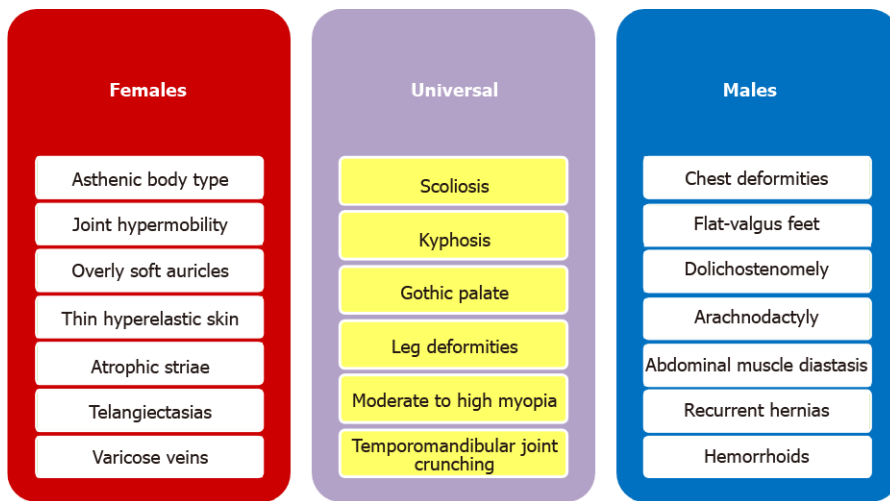 Females
Asthenic body type
Joint hypermobility
Overly soft auricles
Thin hyperelastic skin
Atrophic striae
Telangiectasias
Varicose veins
Universal
Scoliosis
Kyphosis
Gothic palate
Leg deformities
Moderate to high myopia
Temporomandibular joint
crunching
Males
Chest deformities
Flat-valgus feet
Dolichostenomely
Arachnodactyly
Abdominal muscle diastasis
Recurrent hernias
Hemorrhoids